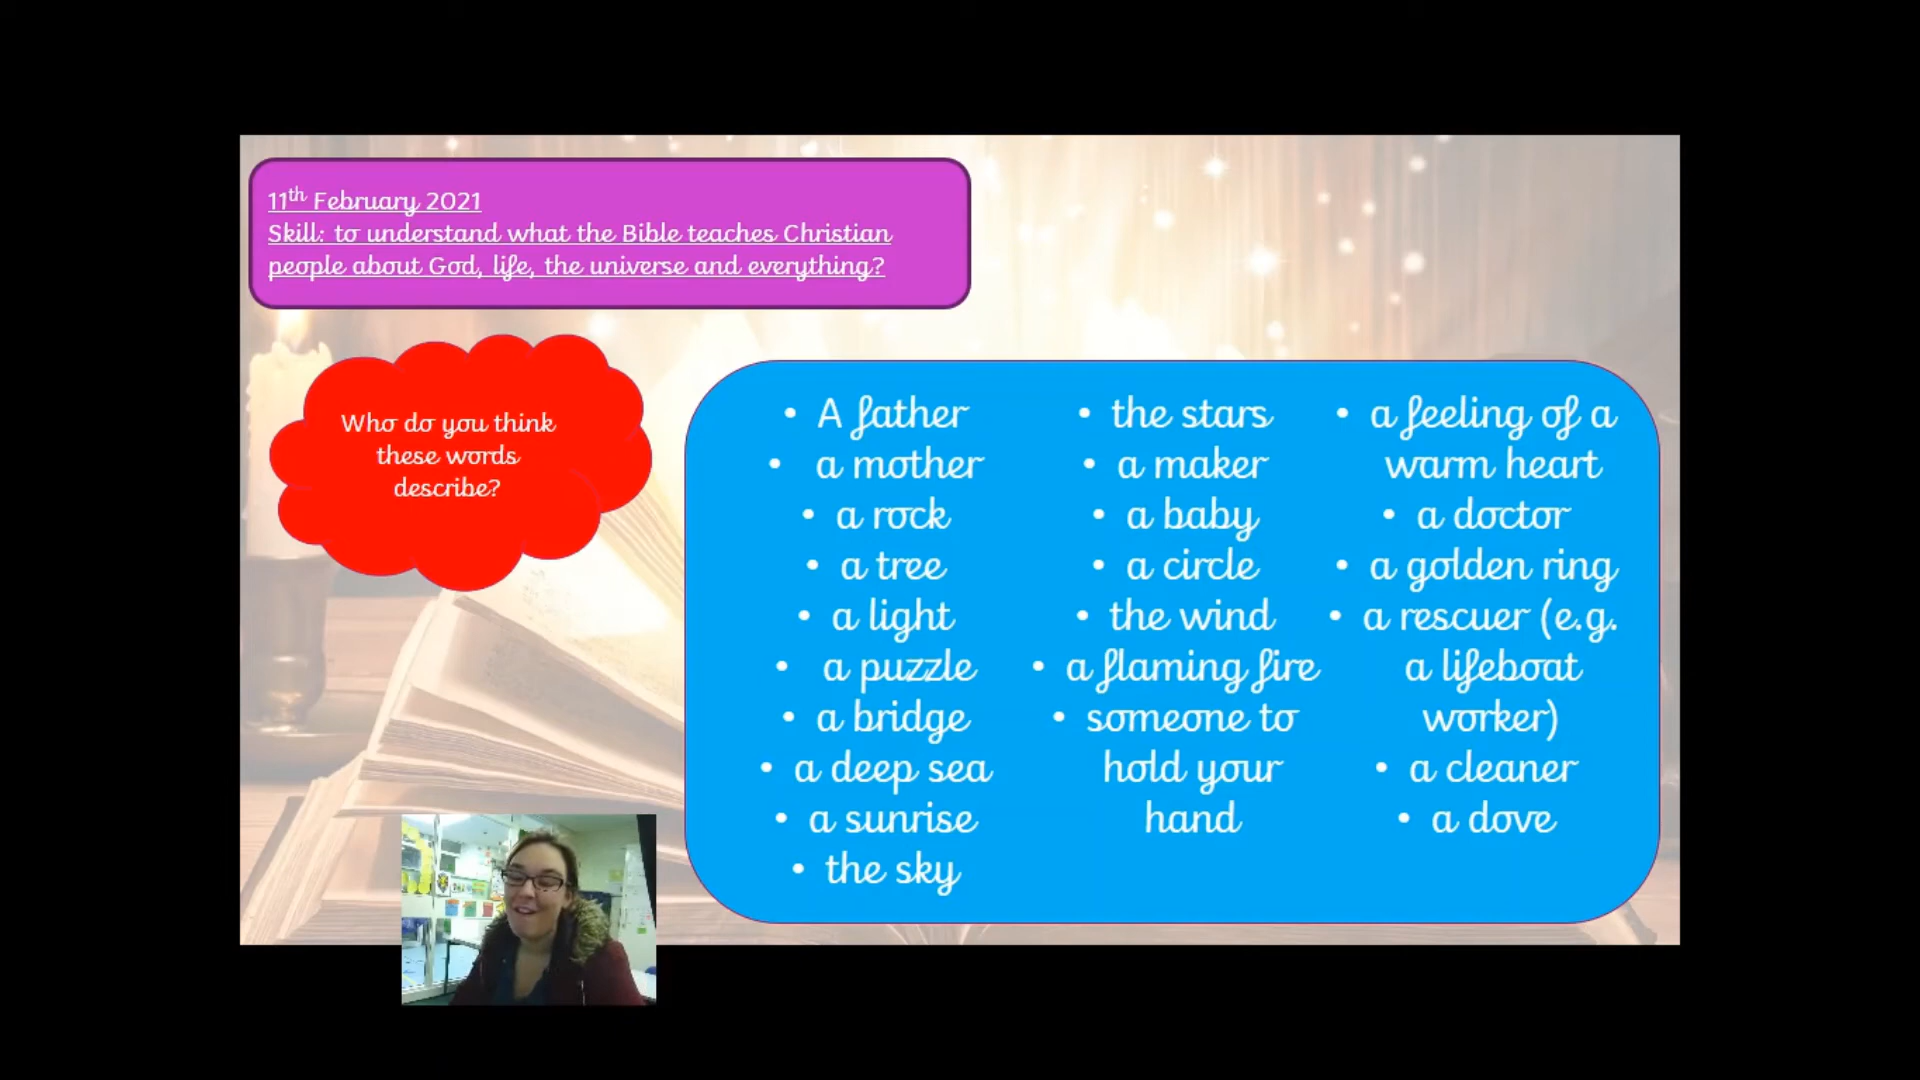 11th February 2021
Skill: to understand what the Bible teaches Christian
people about God, life, the universe and everything?
Who do you think
these words
describe?
• A father
• a mother
• a rock
• a tree
• a light
• a puzzle
• a bridge
• a deep sea
• a sunrise
• the sky
• the stars
• a maker
• a baby
• a circle
• the wind
• a flaming fire
• someone to
hold your
hand
• a feeling of a
warm heart
• a doctor
• a golden ring
• a rescuer (e.g.
a lifeboat
worker)
• a cleaner
• a dove